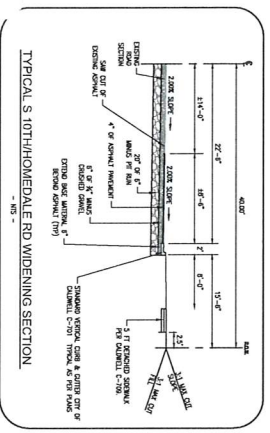 40.00'
22'-6"
15'-6"
±14'-0"
±6'-6"
2'
8'-0"
2.5'
EXISTING
ROAD
SECTION
2.00% SLOPE
2.00% SLOPE
3:1 MAX CUT
SLOPE
3:1 MAX CUT
FILL
SAW CUT OF
EXISTING ASPHALT
20" OF 6"
MINUS PIT RUN
4" OF ASPHALT PAVEMENT
6" OF ¾" MINUS
CRUSHED GRAVEL
EXTEND BASE MATERIAL 6"
BEYOND ASPHALT (TYP)
5 FT DETACHED SIDEWALK
PER CALDWELL C-709.
STANDARD VERTICAL CURB & GUTTER CITY OF
CALDWELL C-701 TYPICAL AS PER PLANS
TYPICAL S 10TH/HOMEDALE RD WIDENING SECTION
- NTS -